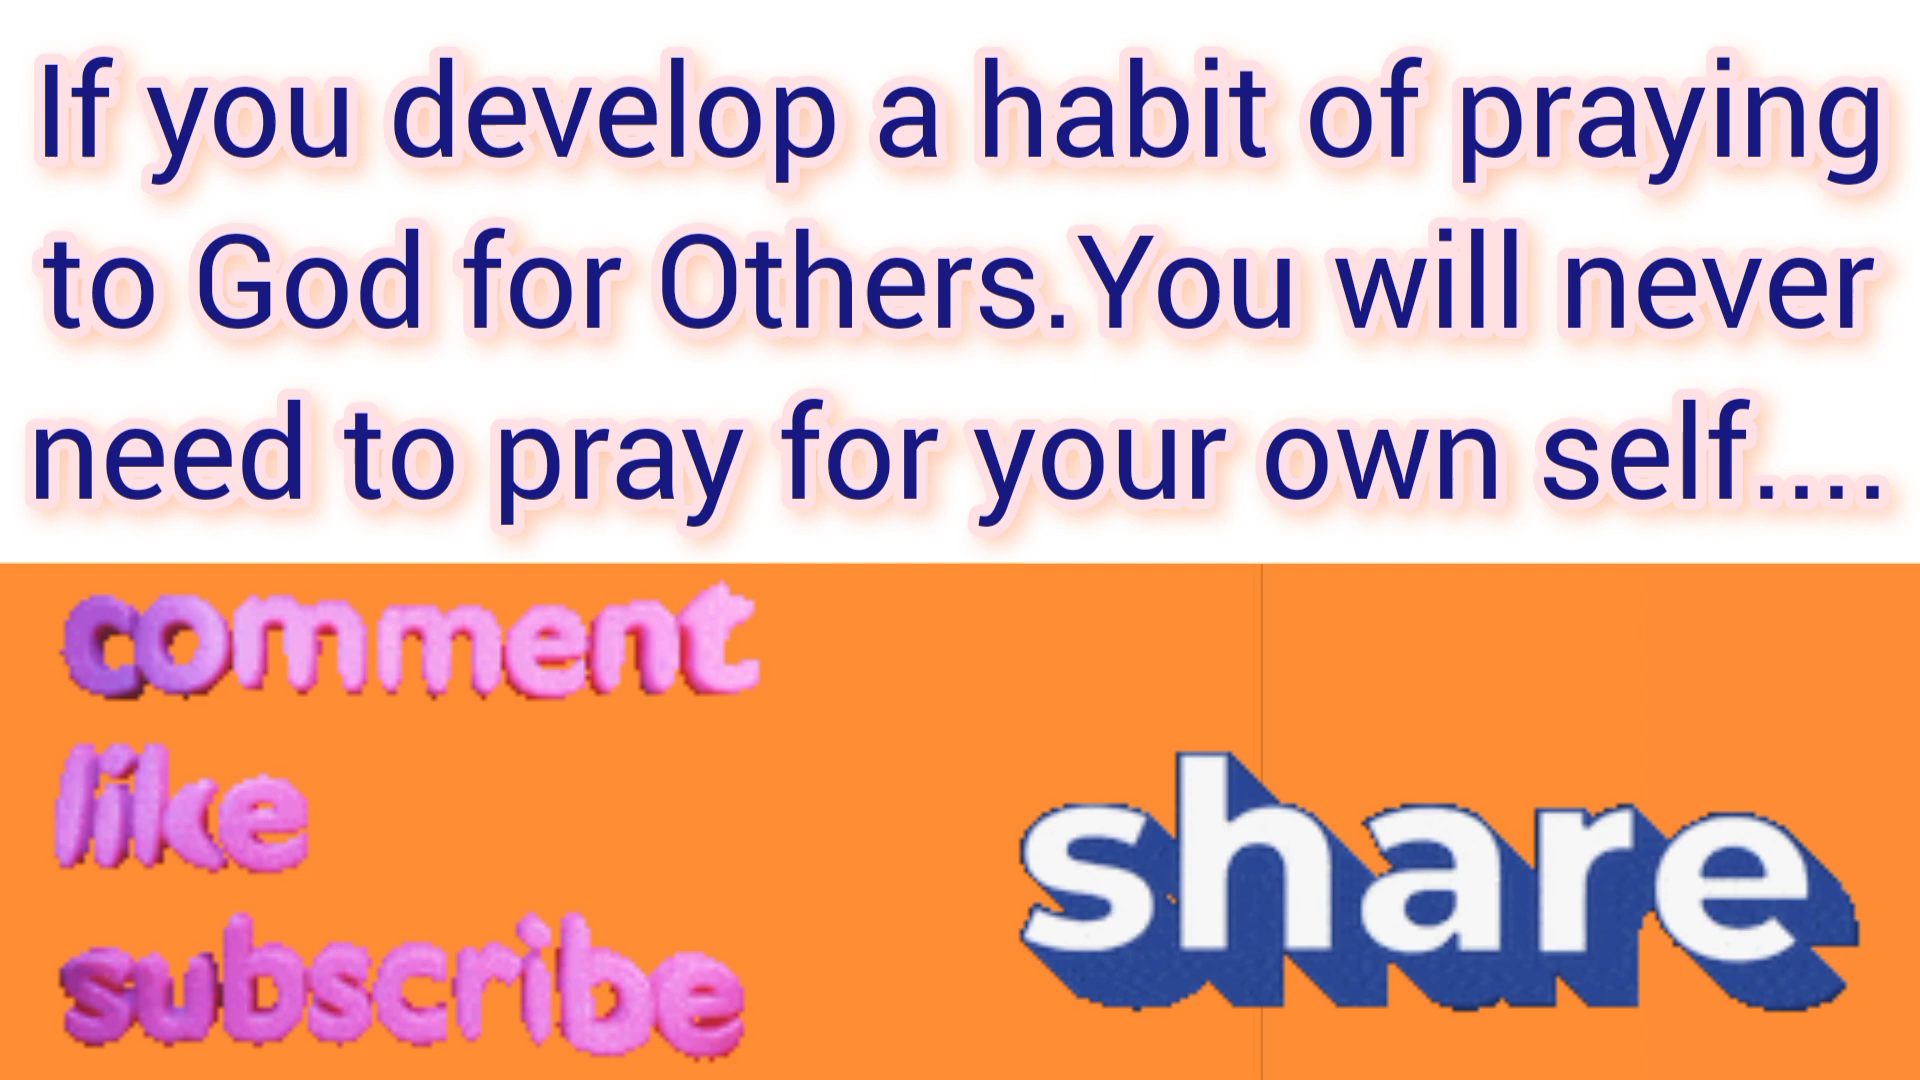 If you develop a habit of praying
to God for Others.You will never
need to pray for your own self....
comment
like
share
subscribe